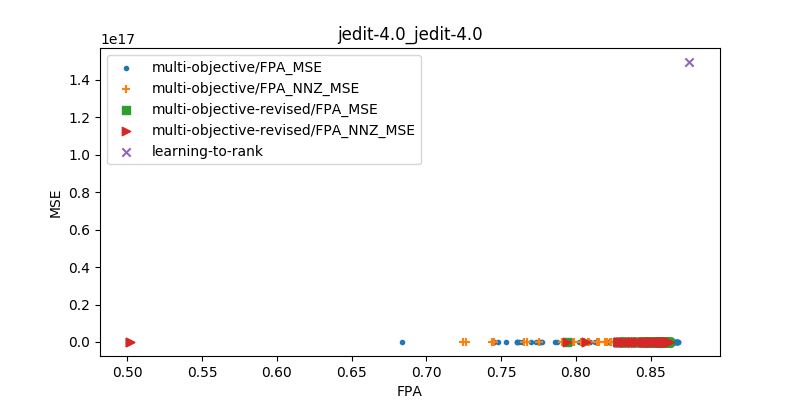 jedit-4.0_jedit-4.0
1e17
multi-objective/FPA_MSE
multi-objective/FPA_NNZ_MSE
multi-objective-revised/FPA_MSE
multi-objective-revised/FPA_NNZ_MSE
learning-to-rank
1.4
1.2
1.0
0.8
0.6
0.4
0.2
0.0
MSE
0.50 0.55 0.60 0.65 0.70 0.75 0.80 0.85
FPA